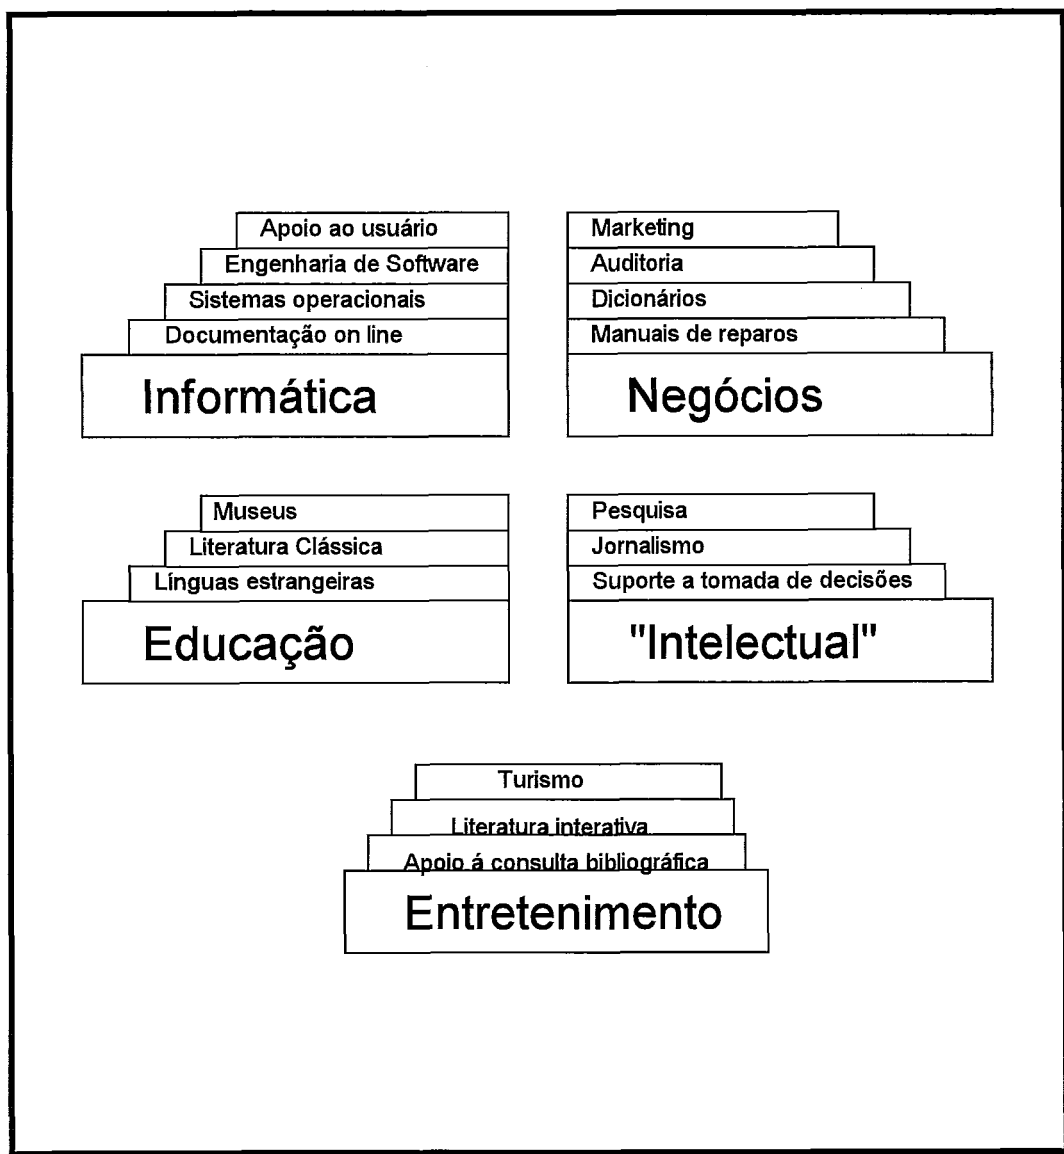 Apoio ao usuário
Engenharia de Software
Sistemas operacionais
Documentação on line
Informática
Marketing
Auditoria
Dicionários
Manuais de reparos
Negócios
Museus
Literatura Clássica
Línguas estrangeiras
Educação
Pesquisa
Jornalismo
Suporte a tomada de decisões
"Intelectual"
Turismo
Literatura interativa
Apoio á consulta bibliográfica
Entretenimento